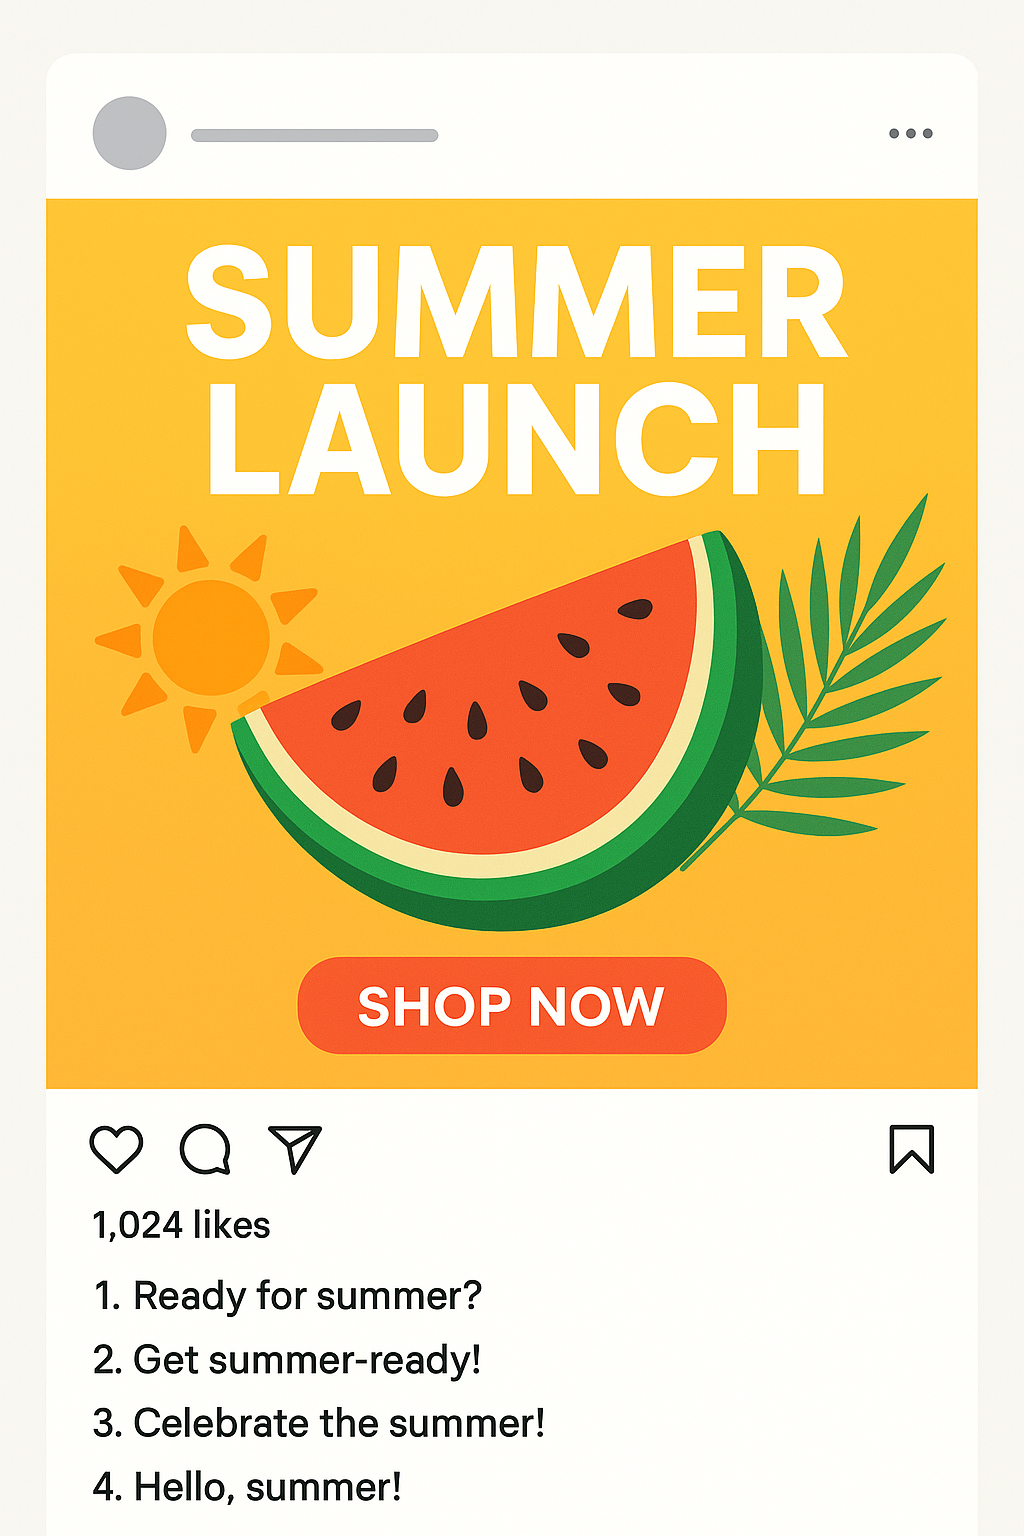 SUMMER
LAUNCH
SHOP NOW
1,024 likes
1. Ready for summer?
2. Get summer-ready!
3. Celebrate the summer!
4. Hello, summer!